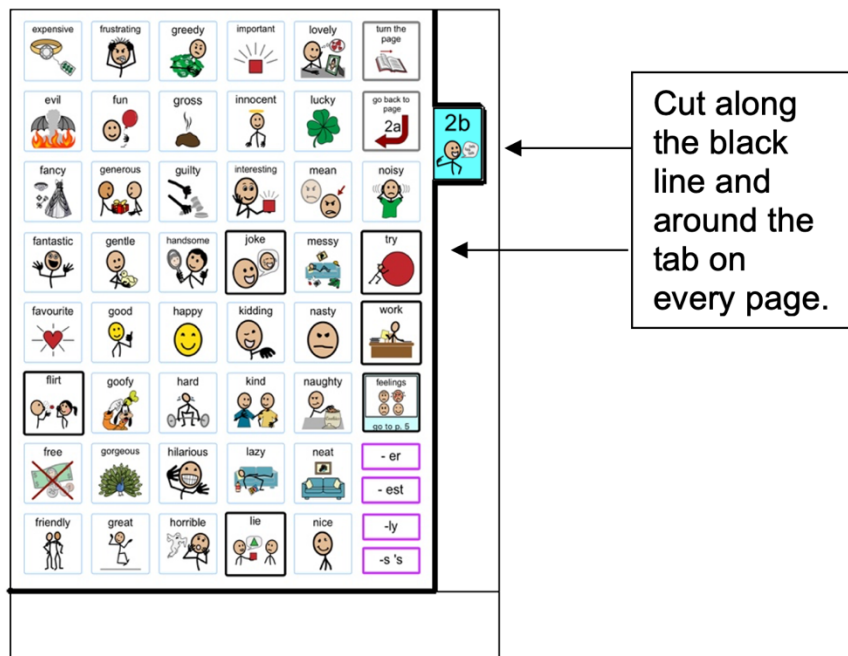 expensive frustrating greedy important lovely turn the page
evil fun gross innocent lucky go back to page 2a
2b
fancy generous guilty interesting mean noisy
fantastic gentle handsome joke messy try
favourite good happy kidding nasty work
flirt goofy hard kind naughty feelings go to p. 5
free gorgeous hilarious lazy neat - er
- est
friendly great horrible lie nice -ly
-s 's
Cut along
the black
line and
around the
tab on
every page.